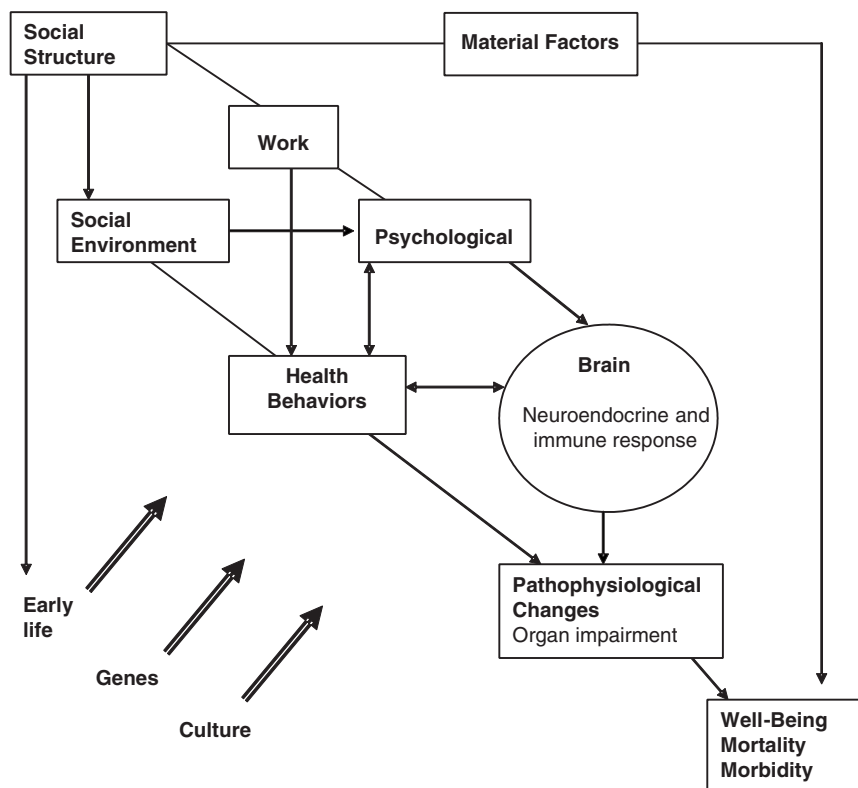 Social
Structure
Material Factors
Work
Social
Environment
Psychological
Health
Behaviors
Brain
Neuroendocrine and
immune response
Early
life
Genes
Culture
Pathophysiological
Changes
Organ impairment
Well-Being
Mortality
Morbidity